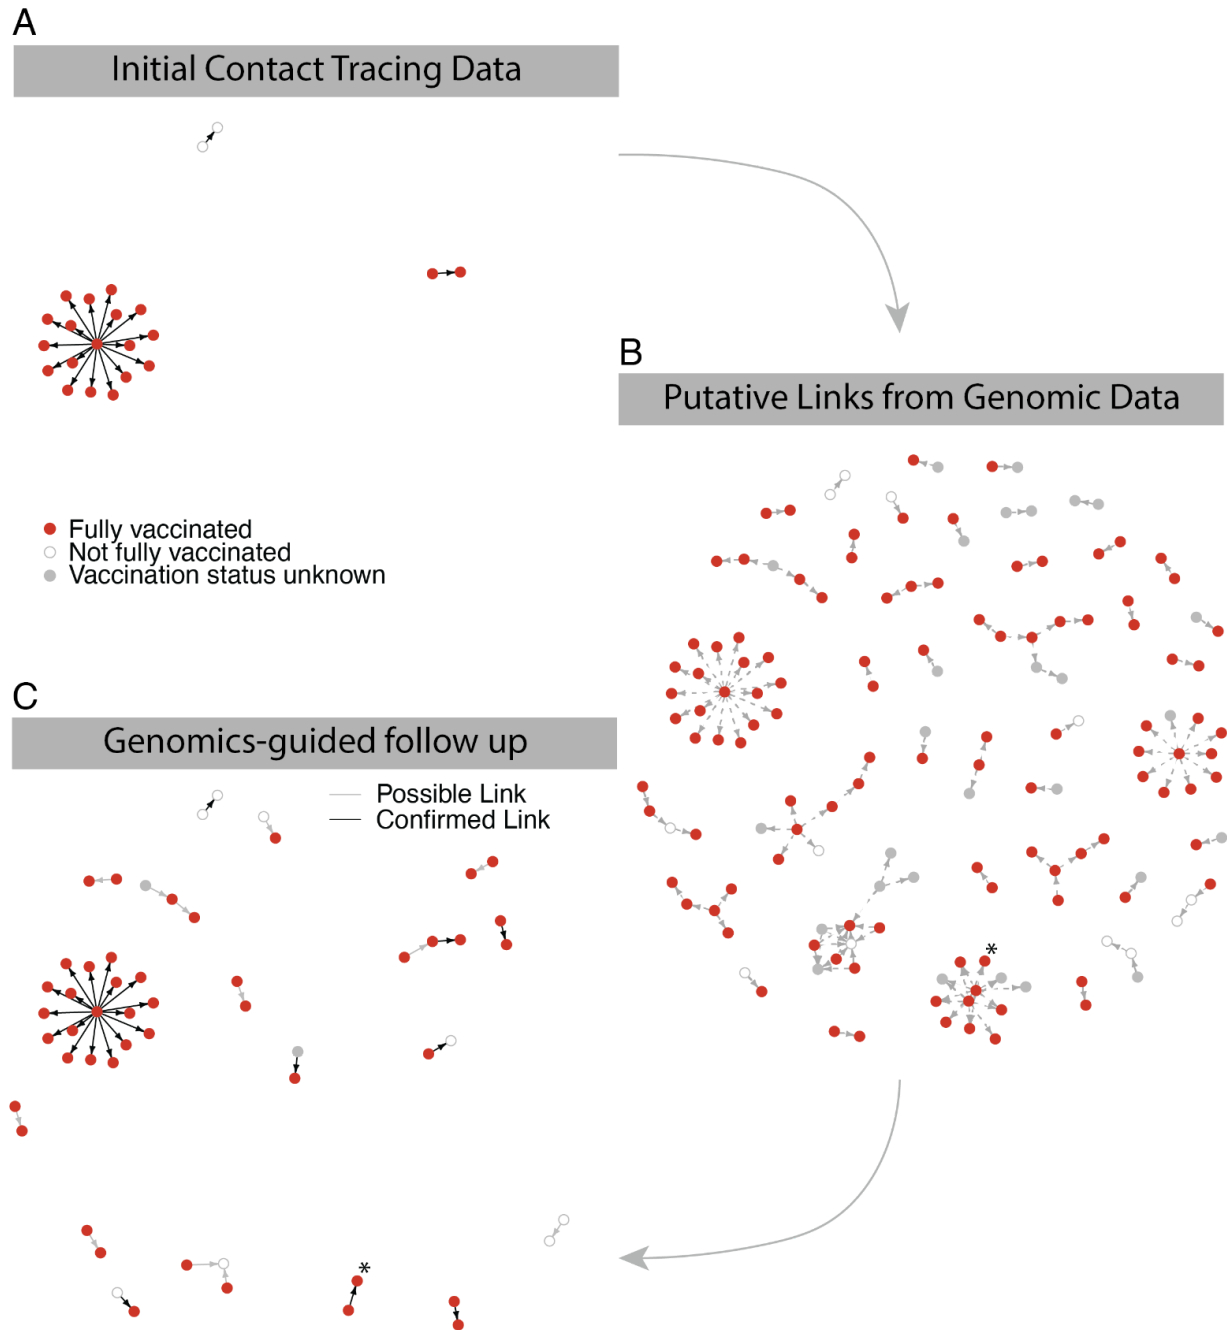 A
Initial Contact Tracing Data
B
Putative Links from Genomic Data
Fully vaccinated
Not fully vaccinated
Vaccination status unknown
C
Genomics-guided follow up
Possible Link
Confirmed Link
*
*